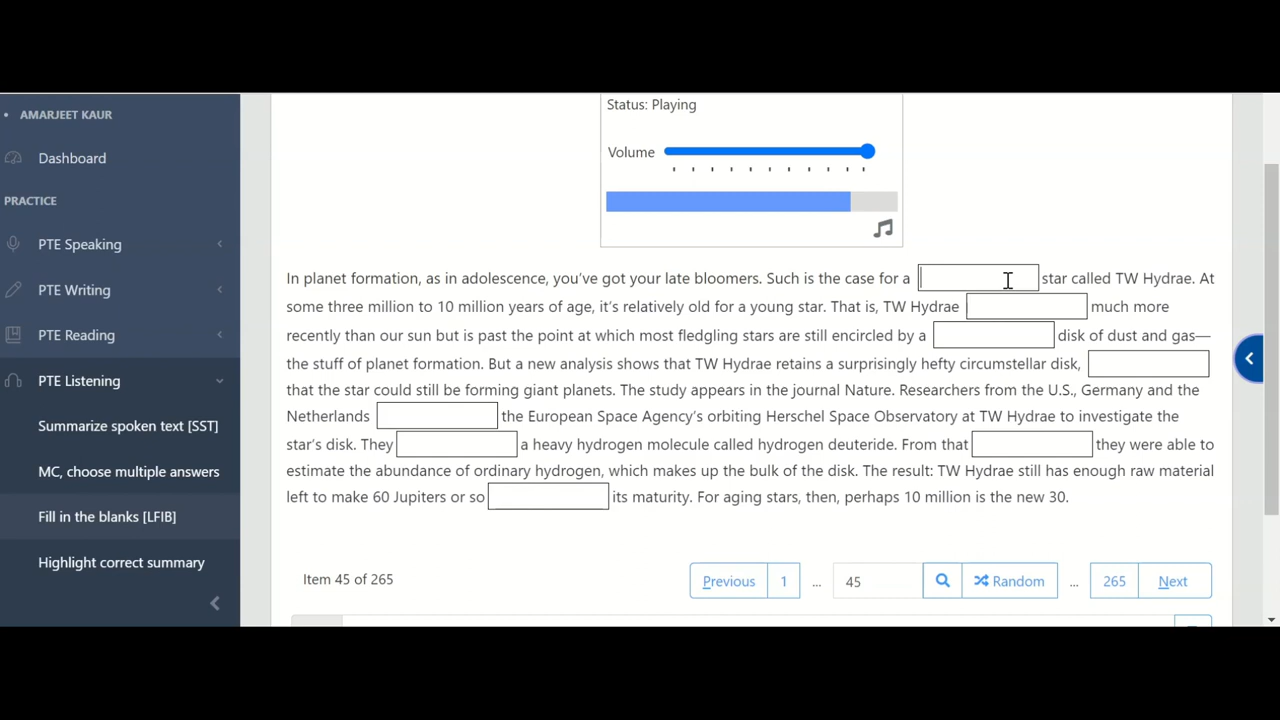 AMARJEET KAUR
Dashboard
PRACTICE
PTE Speaking
PTE Writing
PTE Reading
PTE Listening
Summarize spoken text [SST]
MC, choose multiple answers
Fill in the blanks [LFIB]
Highlight correct summary
Status: Playing
Volume
In planet formation, as in adolescence, you've got your late bloomers. Such is the case for a star called TW Hydrae. At
some three million to 10 million years of age, it's relatively old for a young star. That is, TW Hydrae much more
recently than our sun but is past the point at which most fledgling stars are still encircled by a disk of dust and gas—
the stuff of planet formation. But a new analysis shows that TW Hydrae retains a surprisingly hefty circumstellar disk,
that the star could still be forming giant planets. The study appears in the journal Nature. Researchers from the U.S., Germany and the
Netherlands the European Space Agency's orbiting Herschel Space Observatory at TW Hydrae to investigate the
star's disk. They a heavy hydrogen molecule called hydrogen deuteride. From that they were able to
estimate the abundance of ordinary hydrogen, which makes up the bulk of the disk. The result: TW Hydrae still has enough raw material
left to make 60 Jupiters or so its maturity. For aging stars, then, perhaps 10 million is the new 30.
Item 45 of 265
Previous 1 ... 45 Random ... 265 Next